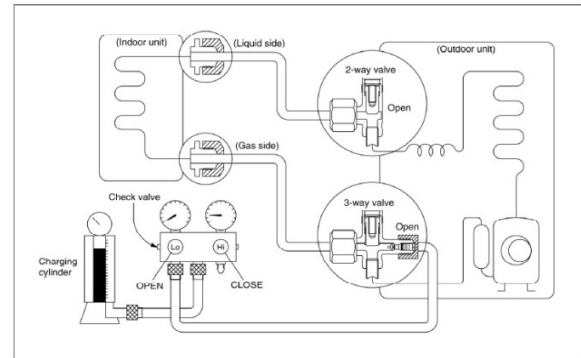 (Indoor unit)
(Liquid side)
(Outdoor unit)
2-way valve
Open
(Gas side)
3-way valve
Open
Check valve
Lo
Hi
Charging
cylinder
OPEN
CLOSE